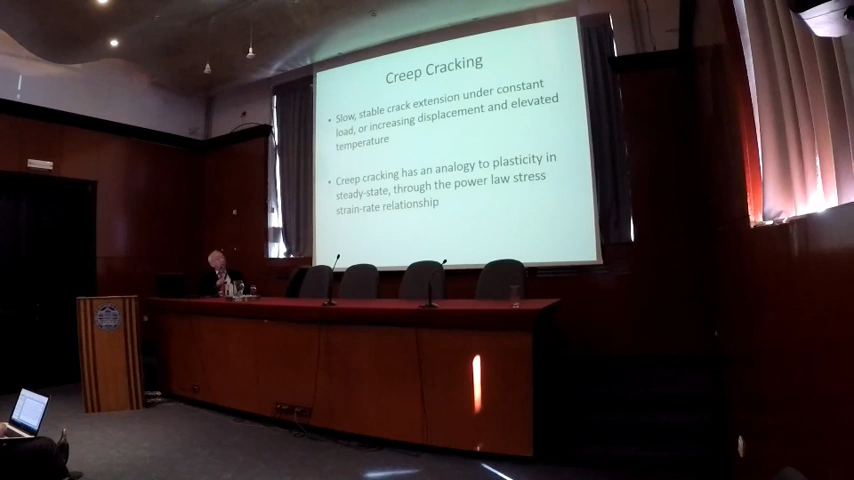 Creep Cracking
• Slow, stable crack extension under constant
load, or increasing displacement and elevated
temperature
• Creep cracking has an analogy to plasticity in
steady-state, through the power law stress
strain-rate relationship